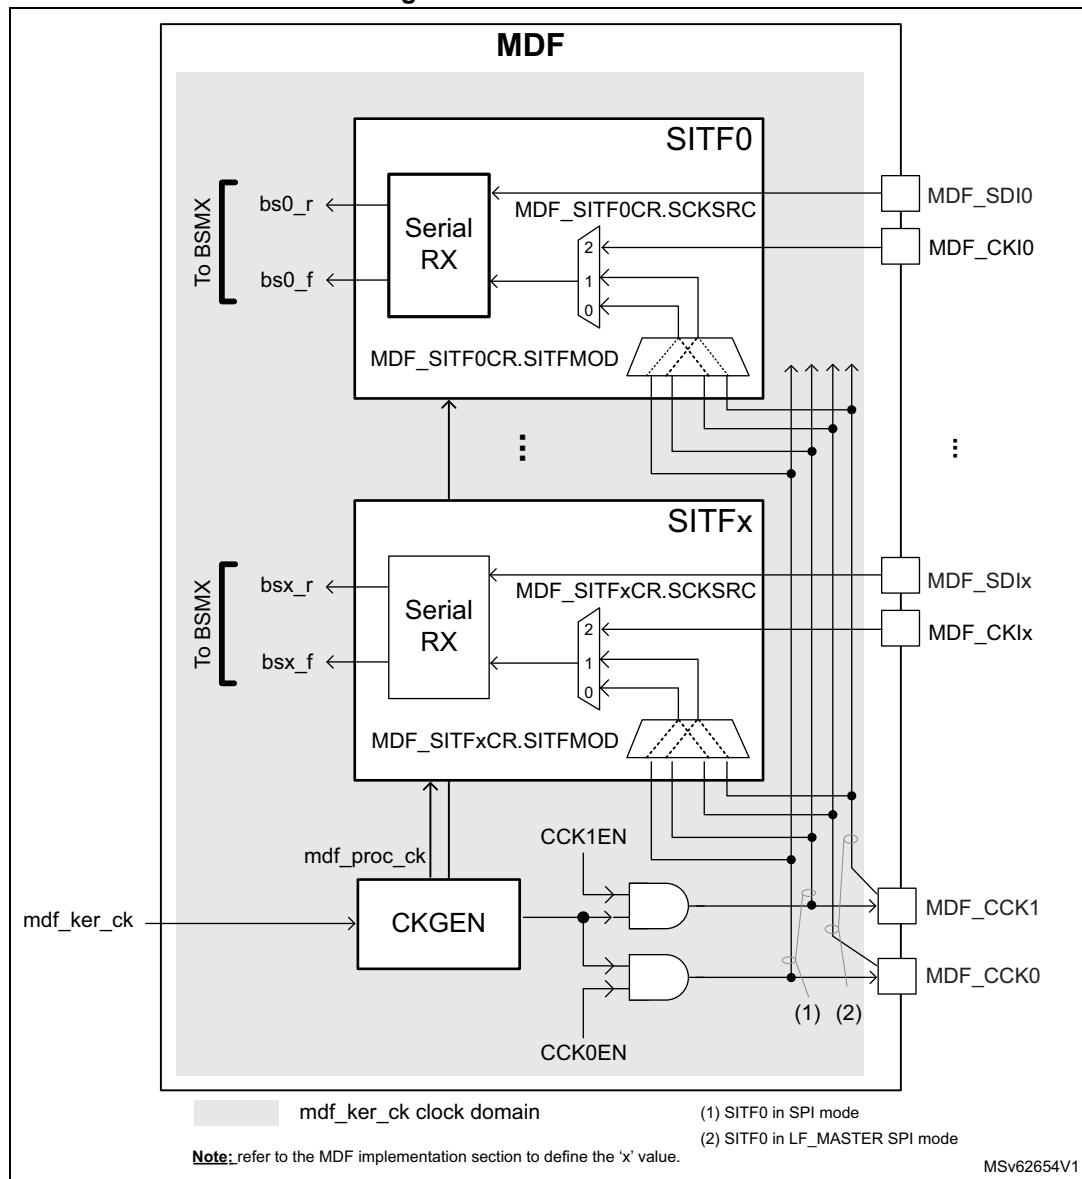 MDF
SITF0
To BSMX
bs0_r
bs0_f
Serial
RX
MDF_SITF0CR.SCKSRC
2
1
0
MDF_SITF0CR.SITFMOD
MDF_SDI0
MDF_CKI0
...
...
SITFx
To BSMX
bsx_r
bsx_f
Serial
RX
MDF_SITFxCR.SCKSRC
2
1
0
MDF_SITFxCR.SITFMOD
MDF_SDIx
MDF_CKIx
CCK1EN
mdf_proc_ck
mdf_ker_ck
CKGEN
MDF_CCK1
MDF_CCK0
(1) (2)
CCK0EN
mdf_ker_ck clock domain
(1) SITF0 in SPI mode
(2) SITF0 in LF_MASTER SPI mode
Note: refer to the MDF implementation section to define the 'x' value.
MSv62654V1